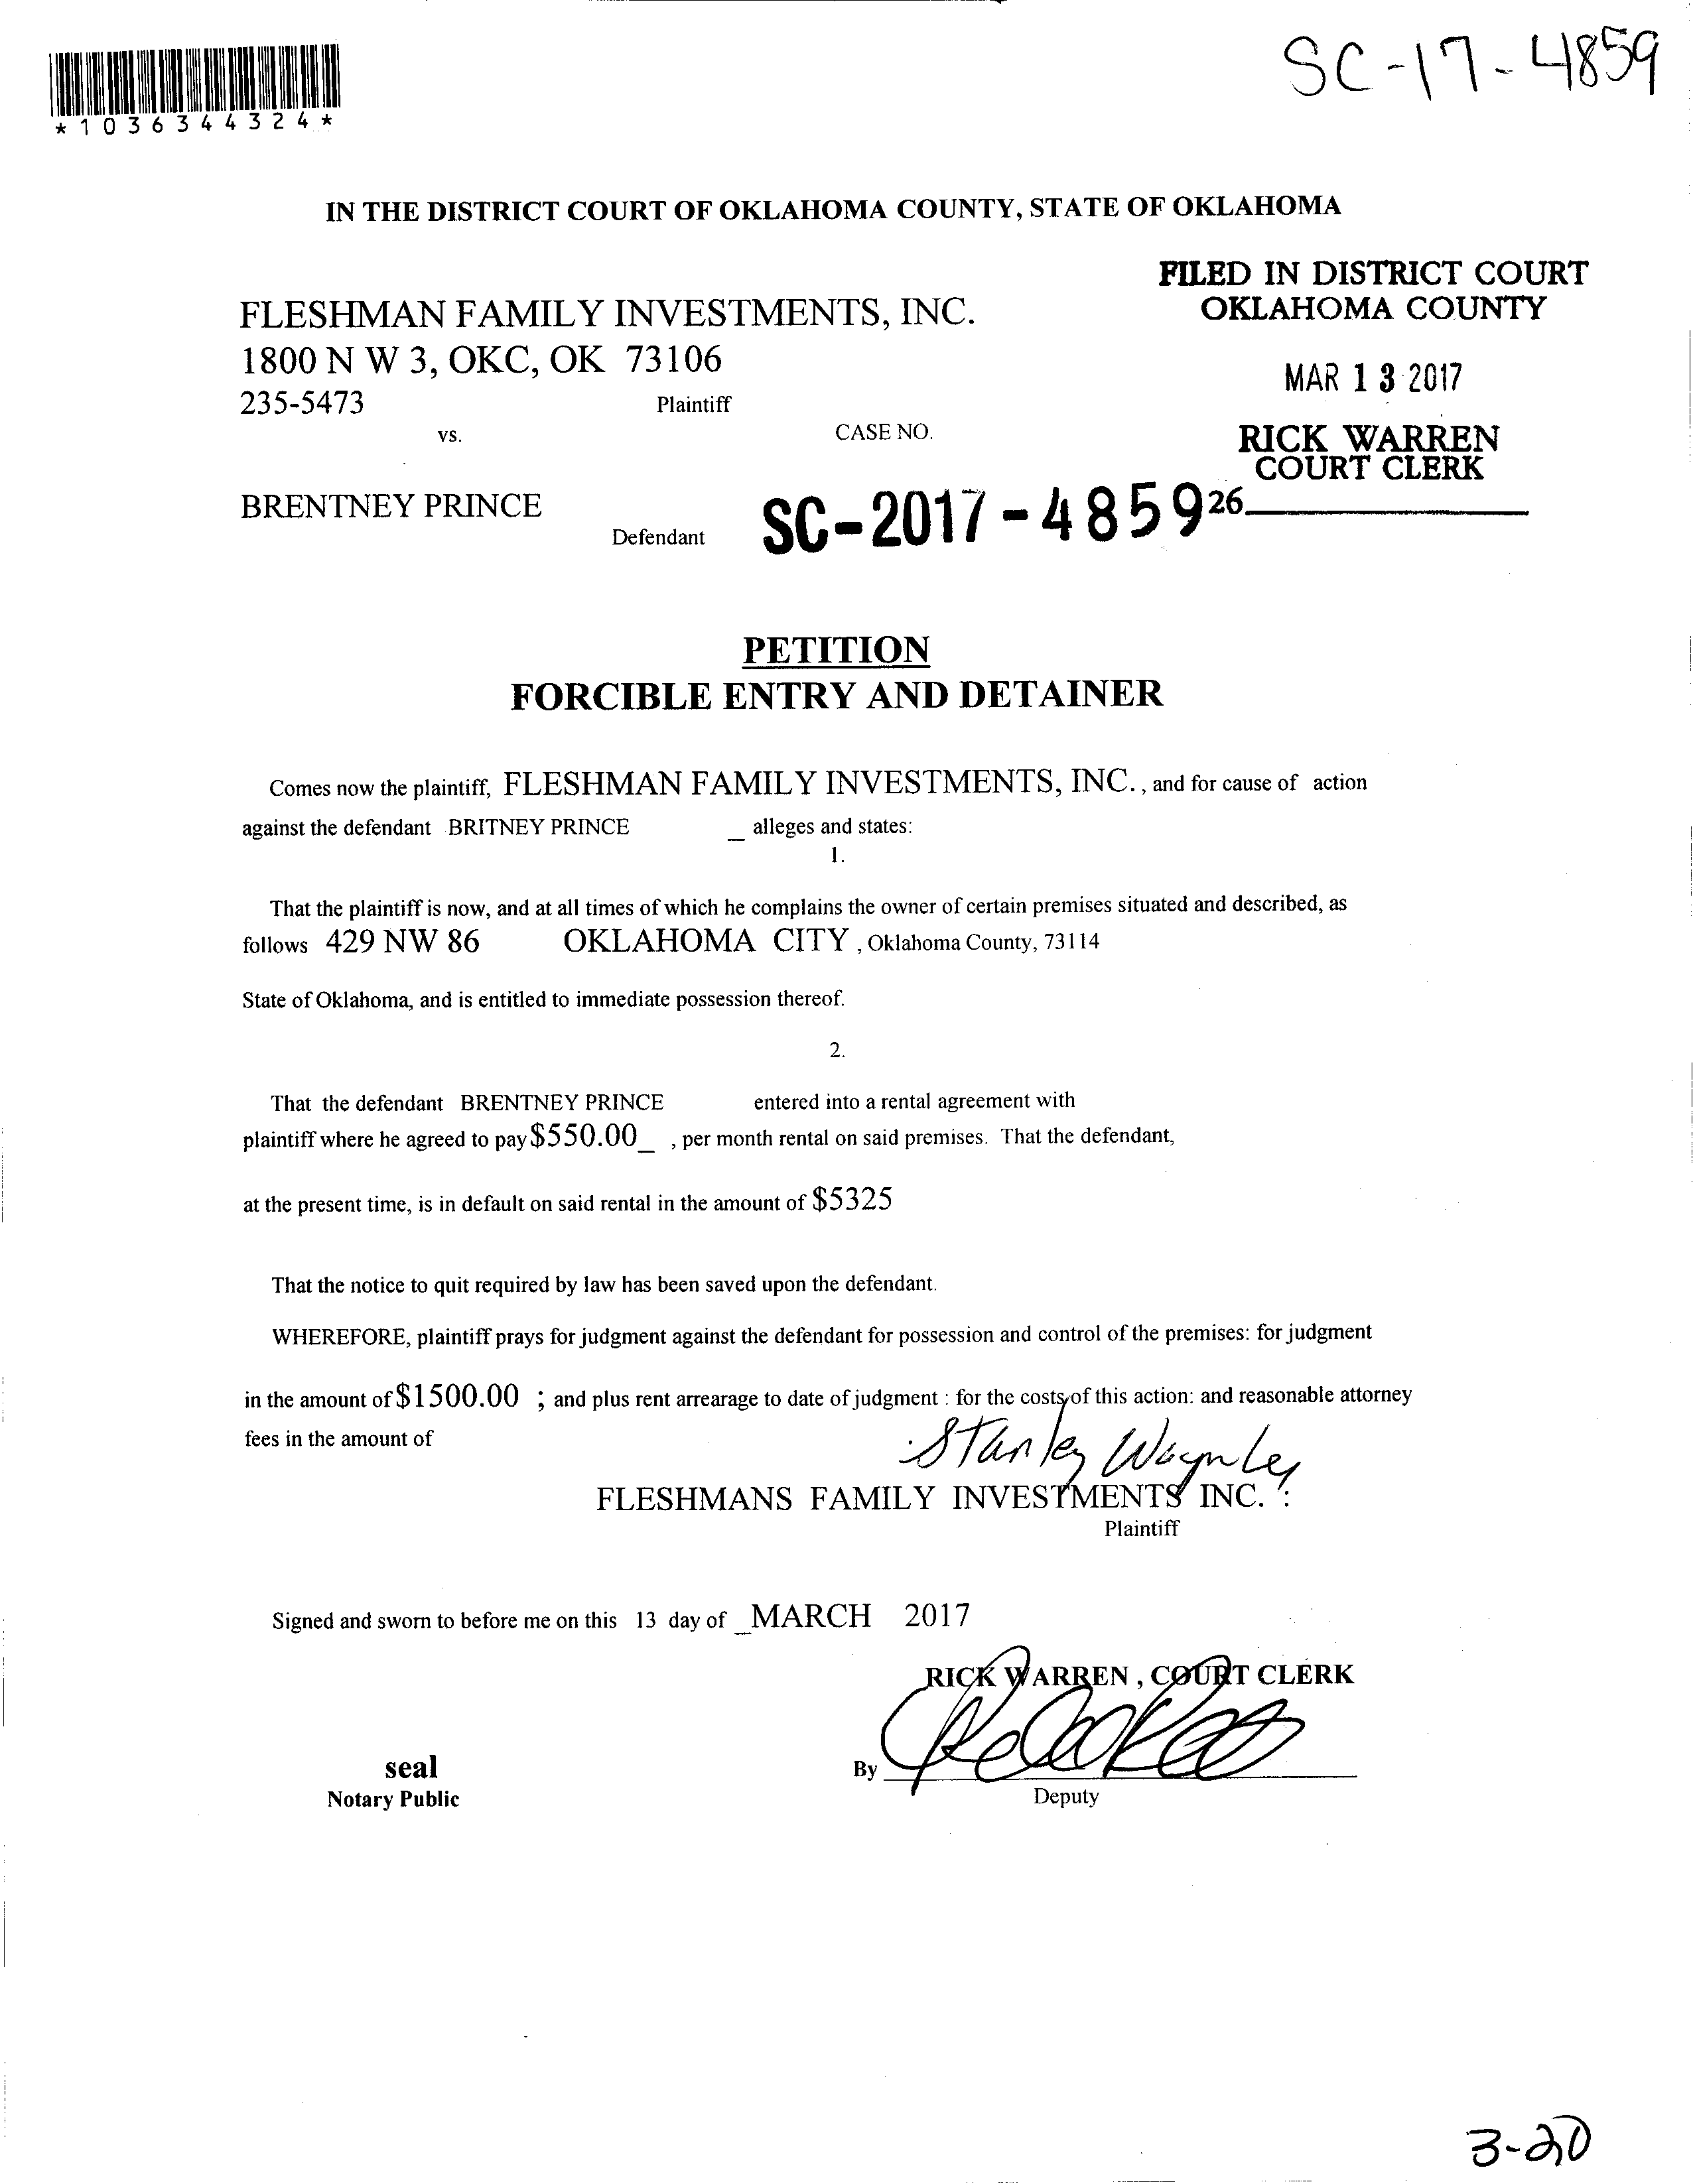 SC-17-4859
*1036344324*
IN THE DISTRICT COURT OF OKLAHOMA COUNTY, STATE OF OKLAHOMA
FILED IN DISTRICT COURT
OKLAHOMA COUNTY
FLESHMAN FAMILY INVESTMENTS, INC.
1800 N W 3, OKC, OK 73106
MAR 13 2017
235-5473 Plaintiff
vs. CASE NO.
RICK WARREN
COURT CLERK
BRENTNEY PRINCE
Defendant SC-2017-4859 26
PETITION
FORCIBLE ENTRY AND DETAINER
Comes now the plaintiff, FLESHMAN FAMILY INVESTMENTS, INC. , and for cause of action
against the defendant BRITNEY PRINCE _ alleges and states:
1.
That the plaintiff is now, and at all times of which he complains the owner of certain premises situated and described, as
follows 429 NW 86 OKLAHOMA CITY , Oklahoma County, 73114
State of Oklahoma, and is entitled to immediate possession thereof.
2.
That the defendant BRENTNEY PRINCE entered into a rental agreement with
plaintiff where he agreed to pay $550.00_ , per month rental on said premises. That the defendant,
at the present time, is in default on said rental in the amount of $5325
That the notice to quit required by law has been saved upon the defendant.
WHEREFORE, plaintiff prays for judgment against the defendant for possession and control of the premises: for judgment
in the amount of $1500.00 ; and plus rent arrearage to date of judgment : for the costs of this action: and reasonable attorney
fees in the amount of
Stanley
FLESHMANS FAMILY INVESTMENTS INC. :
Plaintiff
Signed and sworn to before me on this 13 day of _MARCH 2017
RICK WARREN , COURT CLERK
seal
By
Notary Public
Deputy
3-20